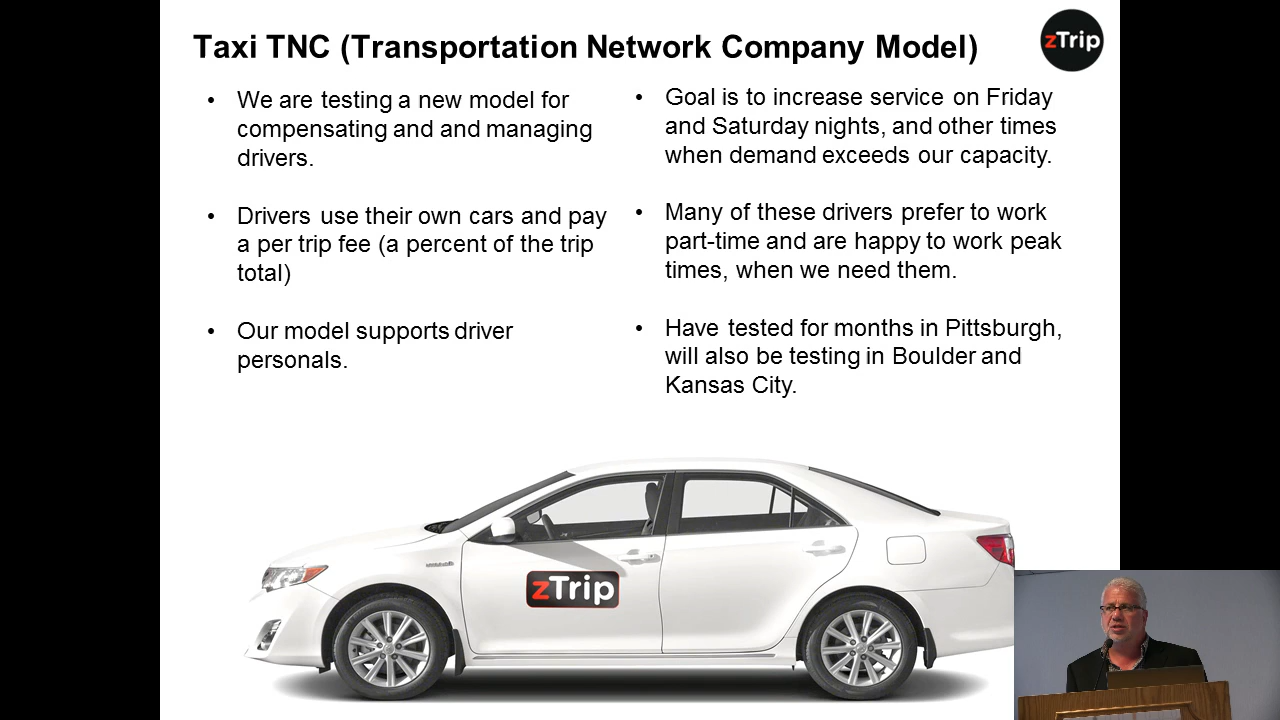 Taxi TNC (Transportation Network Company Model)
zTrip
• We are testing a new model for
compensating and and managing
drivers.
• Drivers use their own cars and pay
a per trip fee (a percent of the trip
total)
• Our model supports driver
personals.
• Goal is to increase service on Friday
and Saturday nights, and other times
when demand exceeds our capacity.
• Many of these drivers prefer to work
part-time and are happy to work peak
times, when we need them.
• Have tested for months in Pittsburgh,
will also be testing in Boulder and
Kansas City.
zTrip